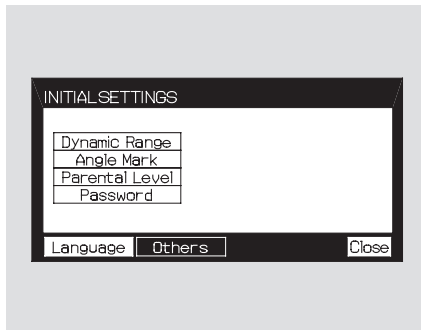 INITIAL SETTINGS
Dynamic Range
Angle Mark
Parental Level
Password
Language Others Close